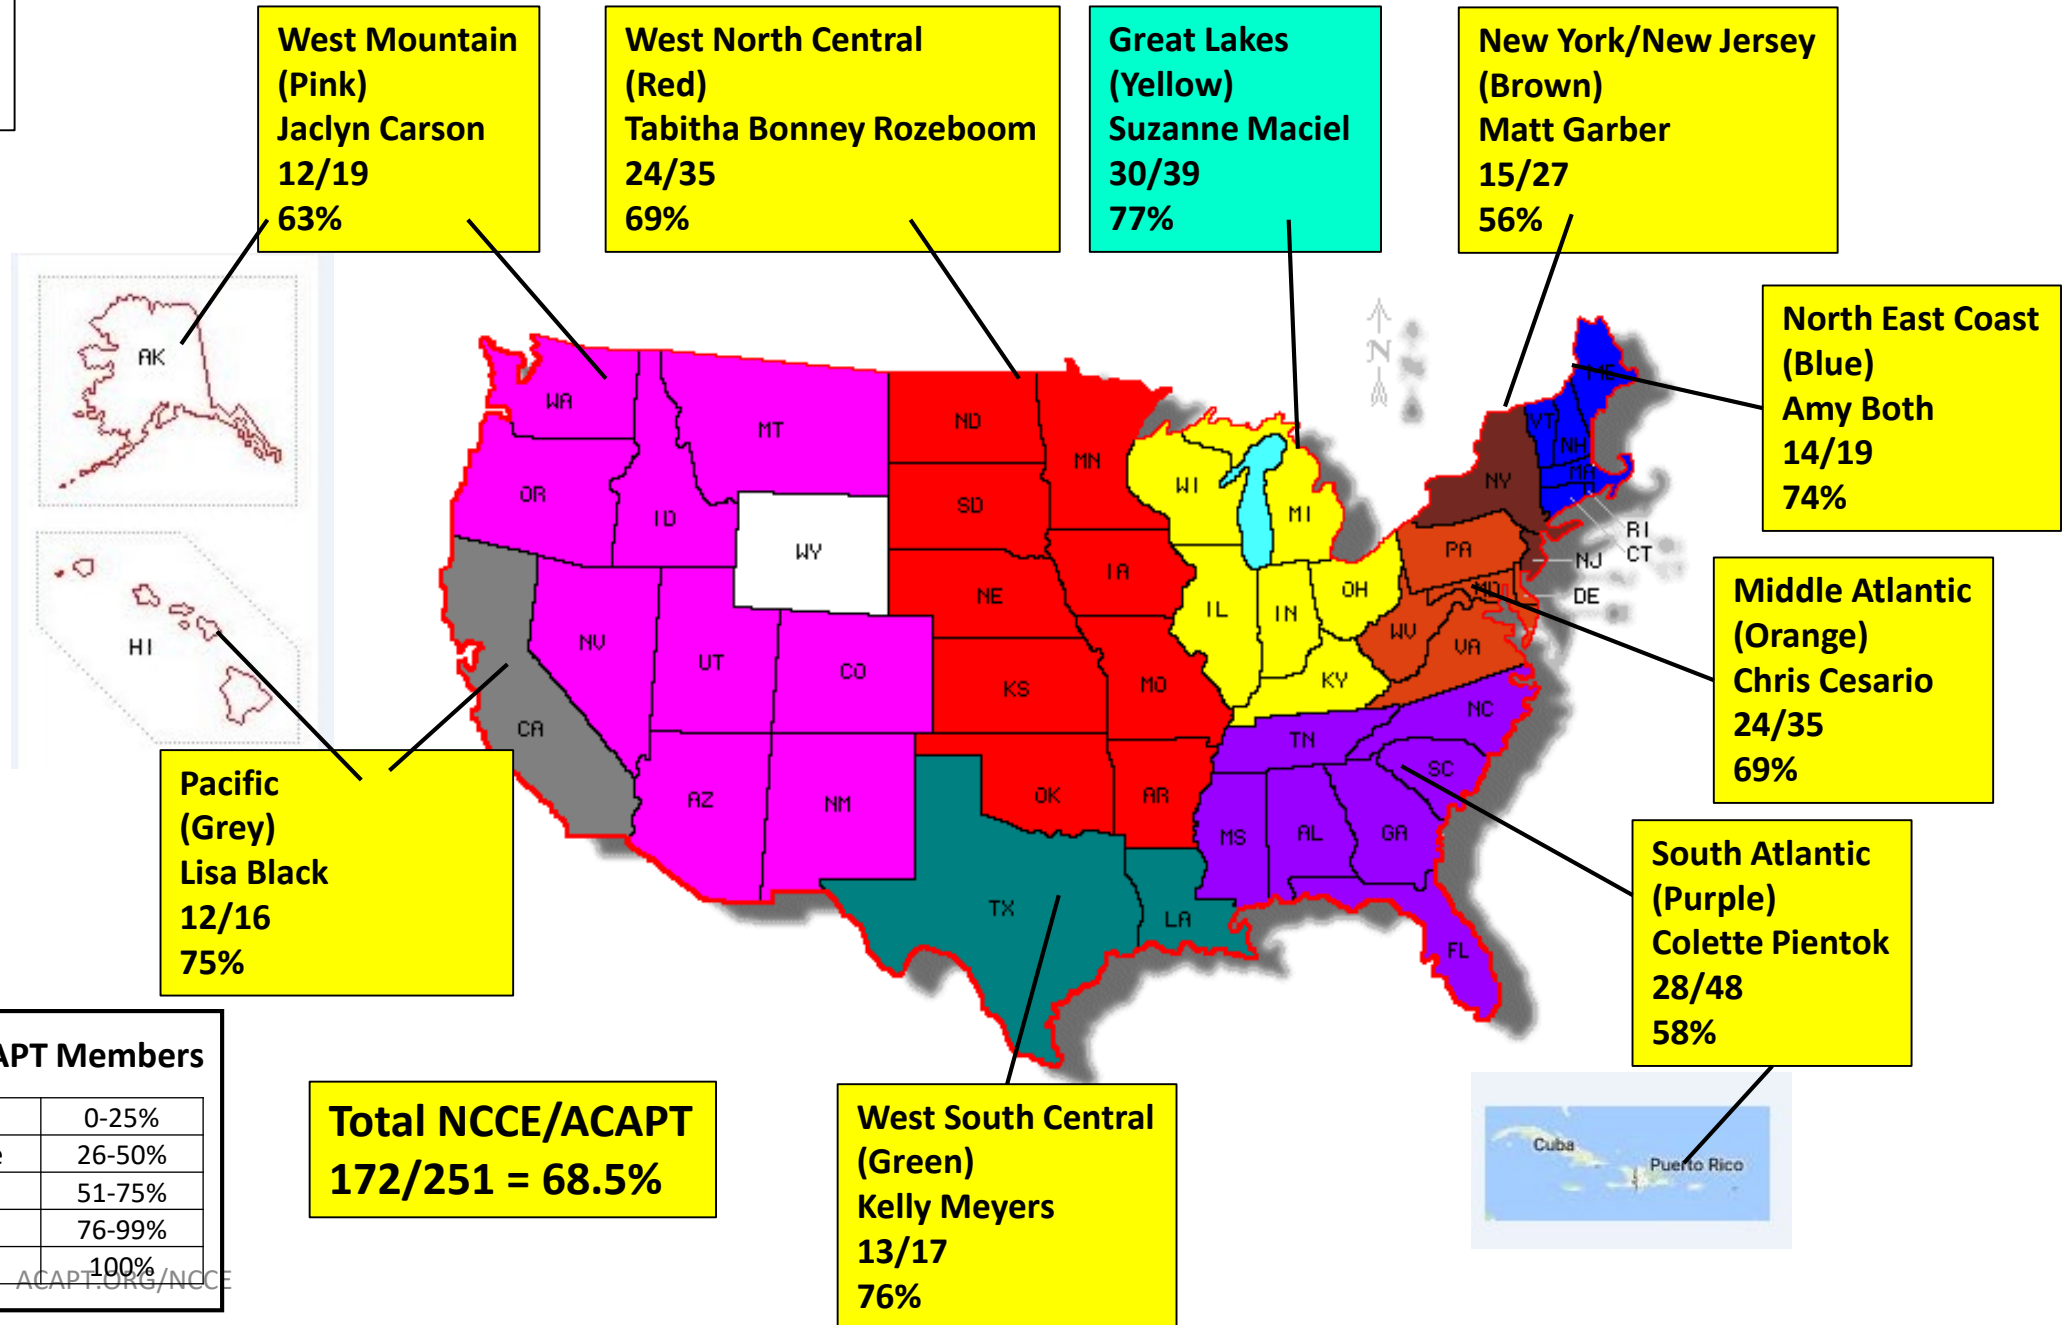 West Mountain
(Pink)
Jaclyn Carson
12/19
63%
West North Central
(Red)
Tabitha Bonney Rozeboom
24/35
69%
Great Lakes
(Yellow)
Suzanne Maciel
30/39
77%
New York/New Jersey
(Brown)
Matt Garber
15/27
56%
North East Coast
(Blue)
Amy Both
14/19
74%
Middle Atlantic
(Orange)
Chris Cesario
24/35
69%
South Atlantic
(Purple)
Colette Pientok
28/48
58%
West South Central
(Green)
Kelly Meyers
13/17
76%
Pacific
(Grey)
Lisa Black
12/16
75%
Total NCCE/ACAPT
172/251 = 68.5%
APT Members
0-25%
e 26-50%
51-75%
76-99%
100%
ACAPT.ORG/NCCE
AK
HI
N
WA
MT
ND
MN
OR
ID
WY
SD
WI
MI
NY
VT
NH
ME
MA
RI
CT
NJ
DE
PA
MD
NE
IA
IL
IN
OH
WV
VA
NV
UT
CO
KS
MO
KY
CA
AZ
NM
OK
AR
TN
NC
SC
MS
AL
GA
TX
LA
FL
Cuba
Puerto Rico